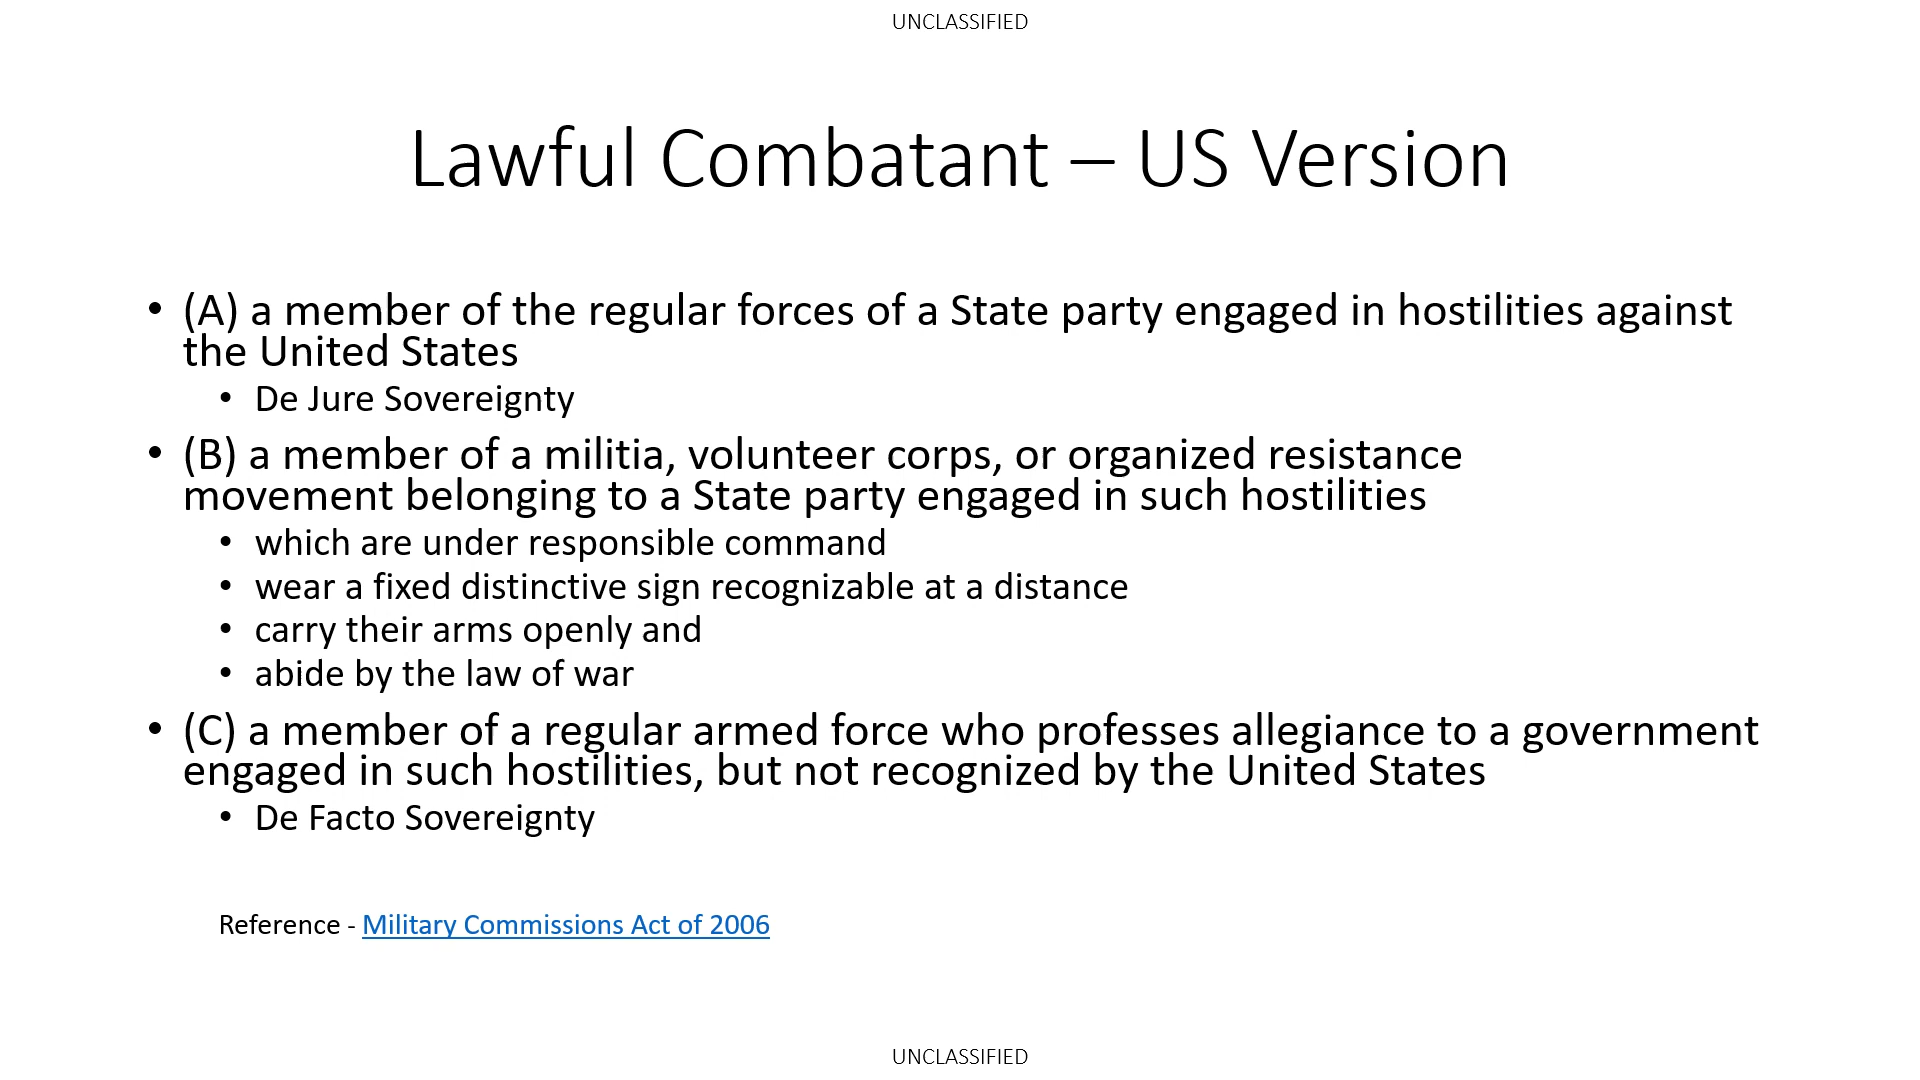 UNCLASSIFIED
Lawful Combatant – US Version
• (A) a member of the regular forces of a State party engaged in hostilities against
the United States
• De Jure Sovereignty
• (B) a member of a militia, volunteer corps, or organized resistance
movement belonging to a State party engaged in such hostilities
• which are under responsible command
• wear a fixed distinctive sign recognizable at a distance
• carry their arms openly and
• abide by the law of war
• (C) a member of a regular armed force who professes allegiance to a government
engaged in such hostilities, but not recognized by the United States
• De Facto Sovereignty
Reference - Military Commissions Act of 2006
UNCLASSIFIED